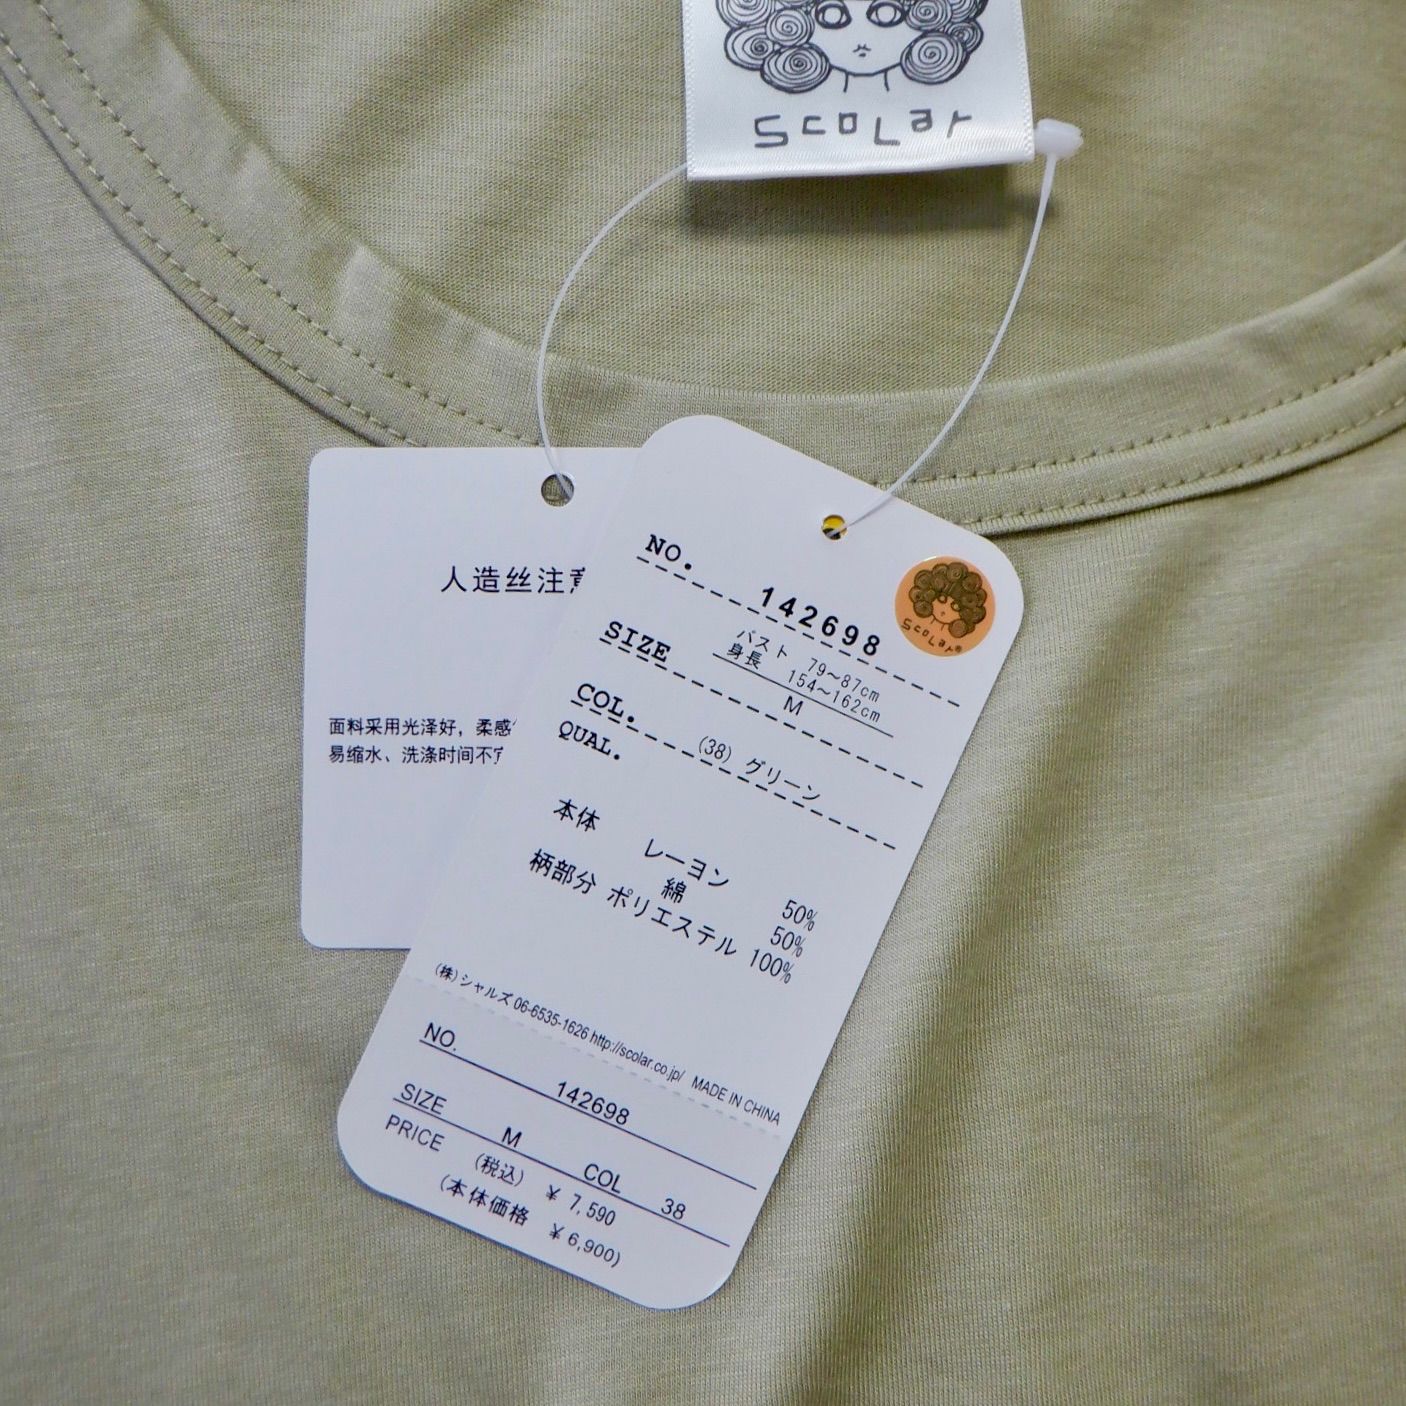 scolar
人造丝注
面料采用光泽好，柔感
易缩水、洗涤时间不
NO.
142698
scolar®
SIZE
バスト 79～87cm
身長 154～162cm
M
COL.
(38) グリーン
QUAL.
本体 レーヨン 50%
綿 50%
柄部分 ポリエステル 100%
(株)シャルズ 06-6535-1626 http://scolar.co.jp/ MADE IN CHINA
NO. 142698
SIZE M COL 38
PRICE (税込) ¥ 7,590
(本体価格 ¥ 6,900)